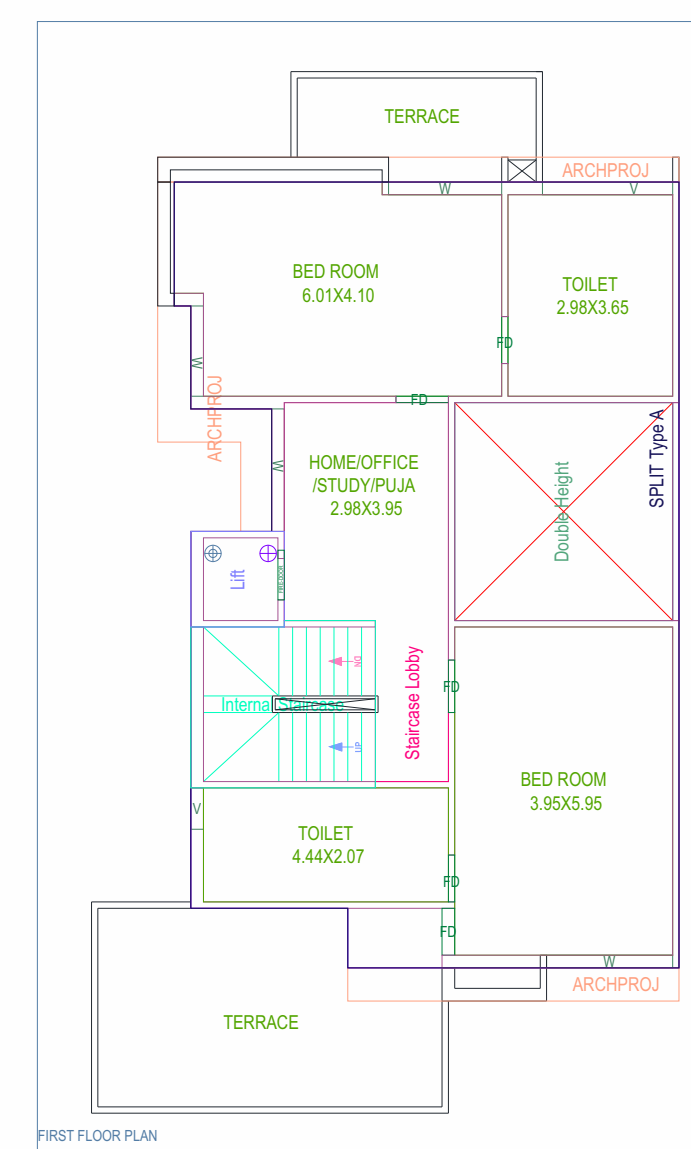 TERRACE
ARCHPROJ
W
V
BED ROOM
6.01X4.10
TOILET
2.98X3.65
FD
W
FD
ARCHPROJ
SPLIT Type A
W
HOME/OFFICE
/STUDY/PUJA
2.98X3.95
Double Height
Lift
FIRE DOOR
DN
Internal Staircase
Staircase Lobby
FD
UP
BED ROOM
3.95X5.95
V
TOILET
4.44X2.07
FD
FD
W
ARCHPROJ
TERRACE
FIRST FLOOR PLAN